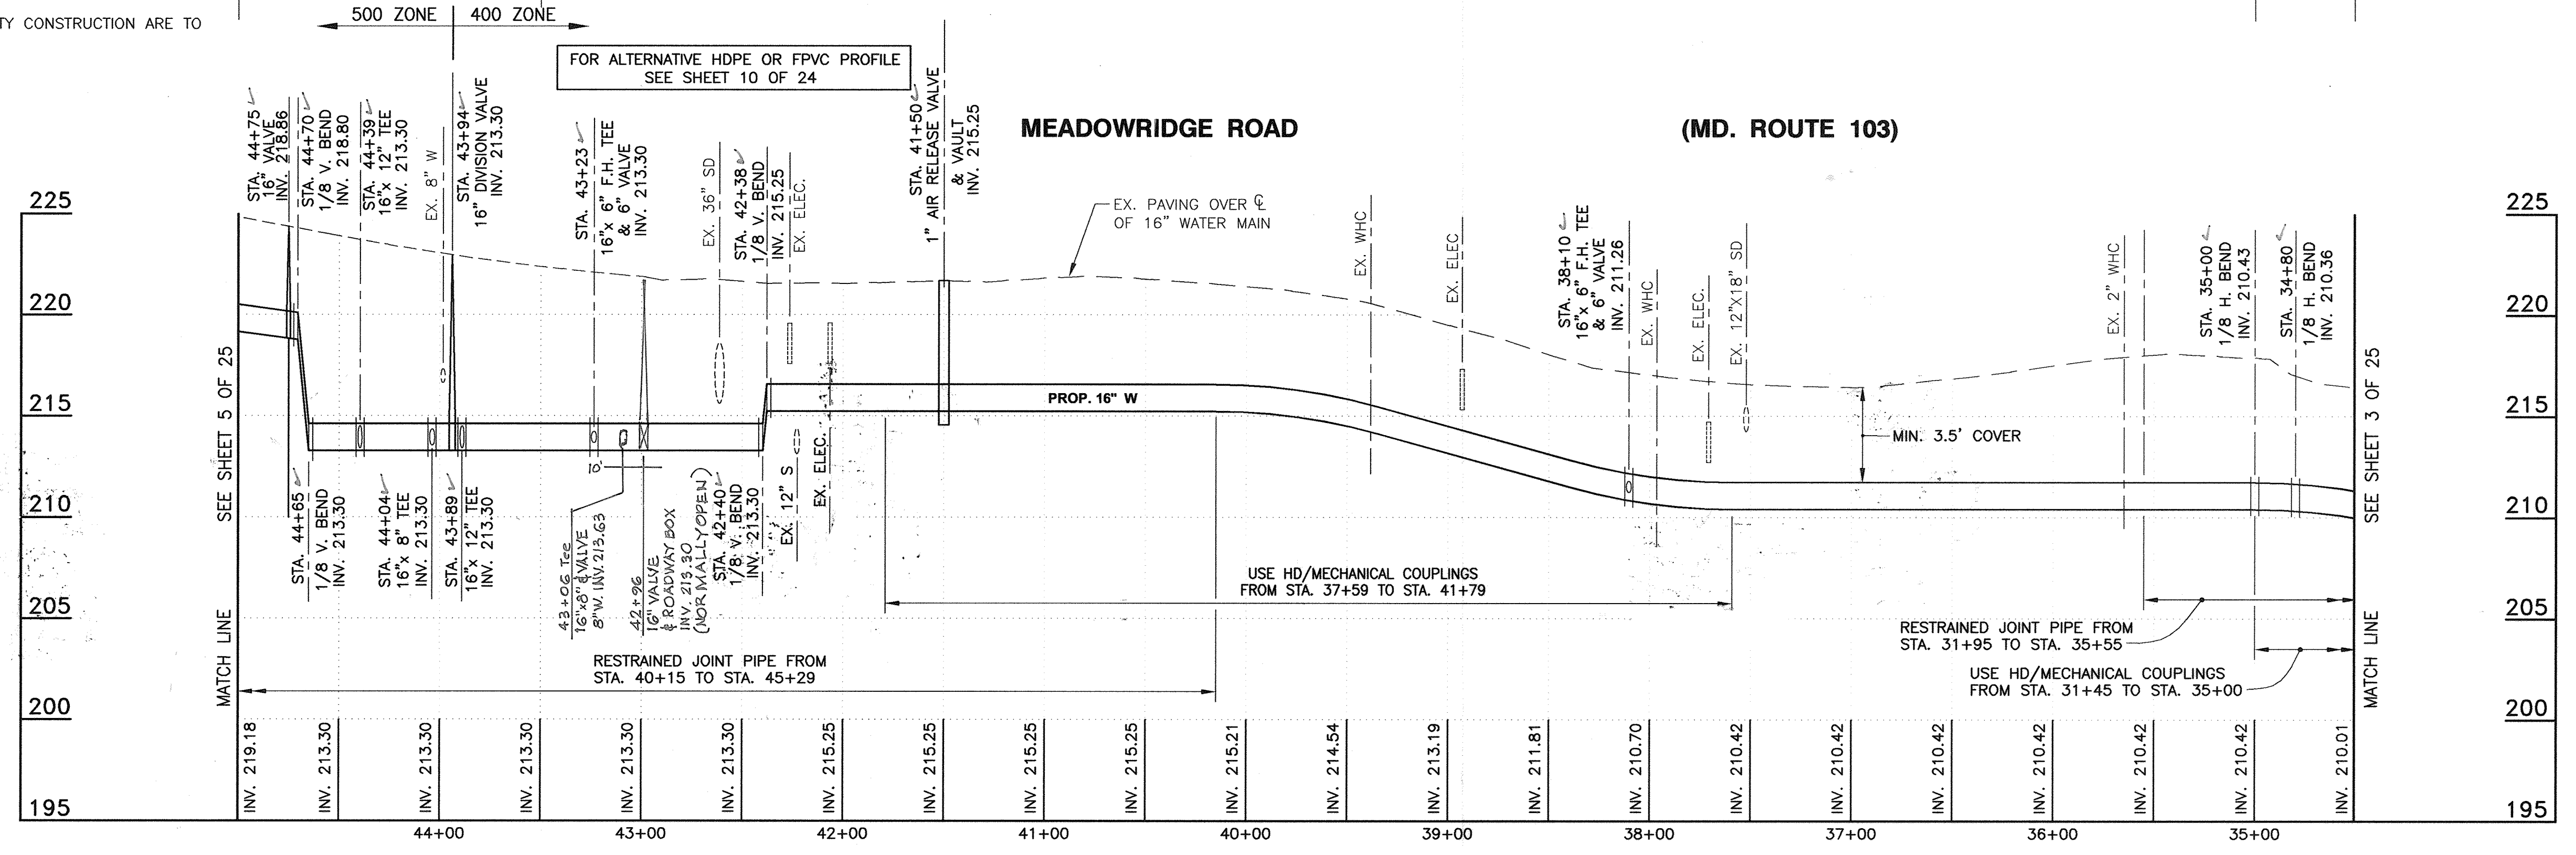 TY CONSTRUCTION ARE TO
500 ZONE
400 ZONE
FOR ALTERNATIVE HDPE OR FPVC PROFILE
SEE SHEET 10 OF 24
MEADOWRIDGE ROAD
(MD. ROUTE 103)
STA. 44+75
16" VALVE
INV. 218.86
STA. 44+70
1/8 V. BEND
INV. 218.80
STA. 44+39
16"x 12" TEE
INV. 213.30
EX. 8" W
STA. 43+94
16" DIVISION VALVE
INV. 213.30
STA. 43+23
16"x 6" F.H. TEE
& 6" VALVE
INV. 213.30
EX. 36" SD
STA. 42+38
1/8 V. BEND
INV. 215.25
EX. ELEC.
STA. 41+50
1" AIR RELEASE VALVE
& VAULT
INV. 215.25
EX. PAVING OVER ℄
OF 16" WATER MAIN
EX. WHC
EX. ELEC
STA. 38+10
16"x 6" F.H. TEE
& 6" VALVE
INV. 211.26
EX. WHC
EX. ELEC.
EX. 12"X18" SD
EX. 2" WHC
STA. 35+00
1/8 H. BEND
INV. 210.43
STA. 34+80
1/8 H. BEND
INV. 210.36
225
220
215
210
205
200
195
225
220
215
210
205
200
195
MATCH LINE
SEE SHEET 5 OF 25
PROP. 16" W
MIN. 3.5' COVER
MATCH LINE
SEE SHEET 3 OF 25
STA. 44+65
1/8 V. BEND
INV. 213.30
STA. 44+04
16"x 8" TEE
INV. 213.30
STA. 43+89
16"x 12" TEE
INV. 213.30
10'
43+06 Tee
16"x8" & VALVE
8"W. INV. 213.63
42+96
16" VALVE
& ROADWAY BOX
INV. 213.30
(NORMALLY OPEN)
STA. 42+40
1/8 V. BEND
INV. 213.30
EX. 12" S
EX. ELEC.
USE HD/MECHANICAL COUPLINGS
FROM STA. 37+59 TO STA. 41+79
RESTRAINED JOINT PIPE FROM
STA. 40+15 TO STA. 45+29
RESTRAINED JOINT PIPE FROM
STA. 31+95 TO STA. 35+55
USE HD/MECHANICAL COUPLINGS
FROM STA. 31+45 TO STA. 35+00
INV. 219.18
INV. 213.30
INV. 213.30
INV. 213.30
INV. 213.30
INV. 215.25
INV. 215.25
INV. 215.25
INV. 215.25
INV. 215.21
INV. 214.54
INV. 213.19
INV. 211.81
INV. 210.70
INV. 210.42
INV. 210.42
INV. 210.42
INV. 210.42
INV. 210.42
INV. 210.42
INV. 210.01
44+00
43+00
42+00
41+00
40+00
39+00
38+00
37+00
36+00
35+00